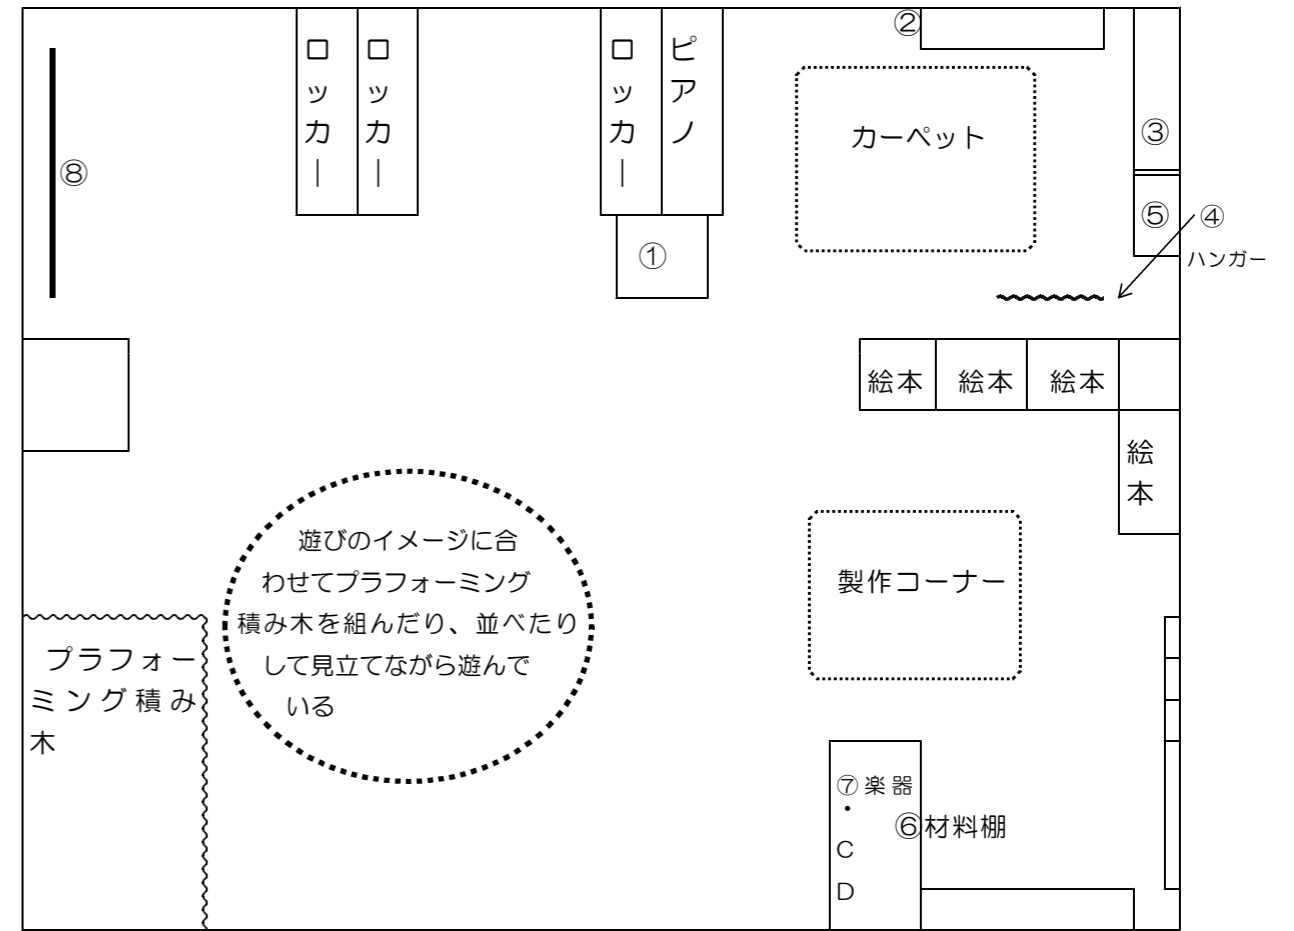 ロッカー
ロッカー
ロッカー
ピアノ
②
カーペット
③
⑧
⑤
④
ハンガー
①
絵本
絵本
絵本
絵本
遊びのイメージに合
わせてプラフォーミング
積み木を組んだり、並べたり
して見立てながら遊んで
いる
製作コーナー
プラフォー
ミング積み
木
⑦楽器
・
CD
⑥材料棚